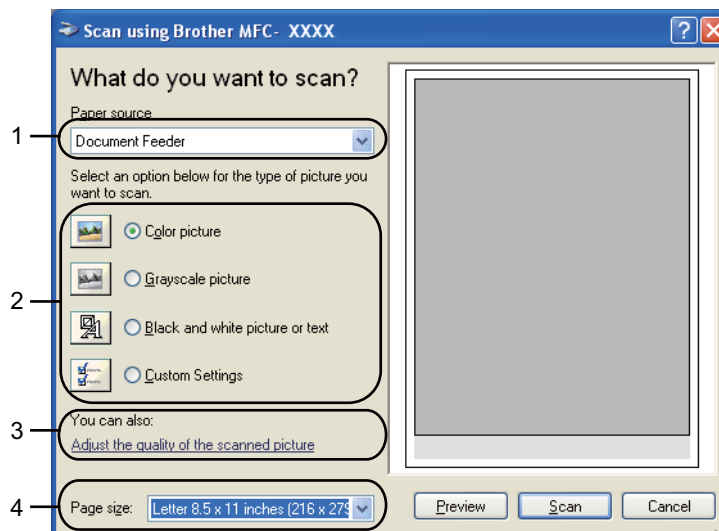 Scan using Brother MFC- XXXX
What do you want to scan?
Paper source
1
Document Feeder
Select an option below for the type of picture you
want to scan.
2
Color picture
Grayscale picture
Black and white picture or text
Custom Settings
3
You can also:
Adjust the quality of the scanned picture
4
Page size:
Letter 8.5 x 11 inches (216 x 279
Preview
Scan
Cancel